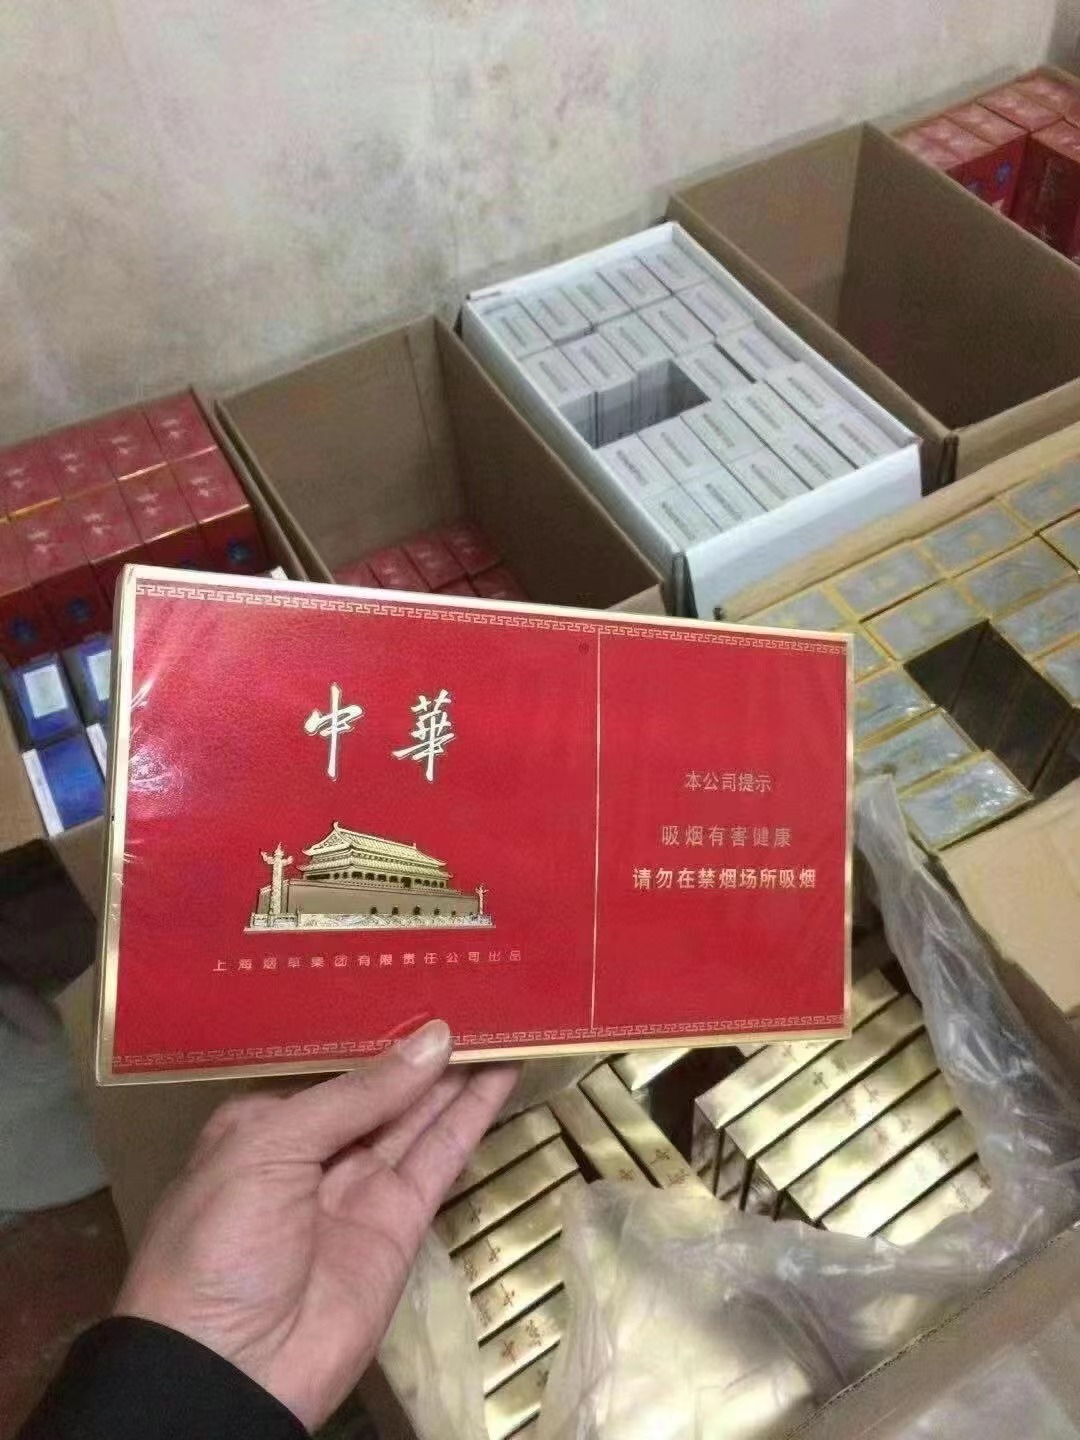 中華
上海烟草集团有限责任公司出品
本公司提示
吸烟有害健康
请勿在禁烟场所吸烟